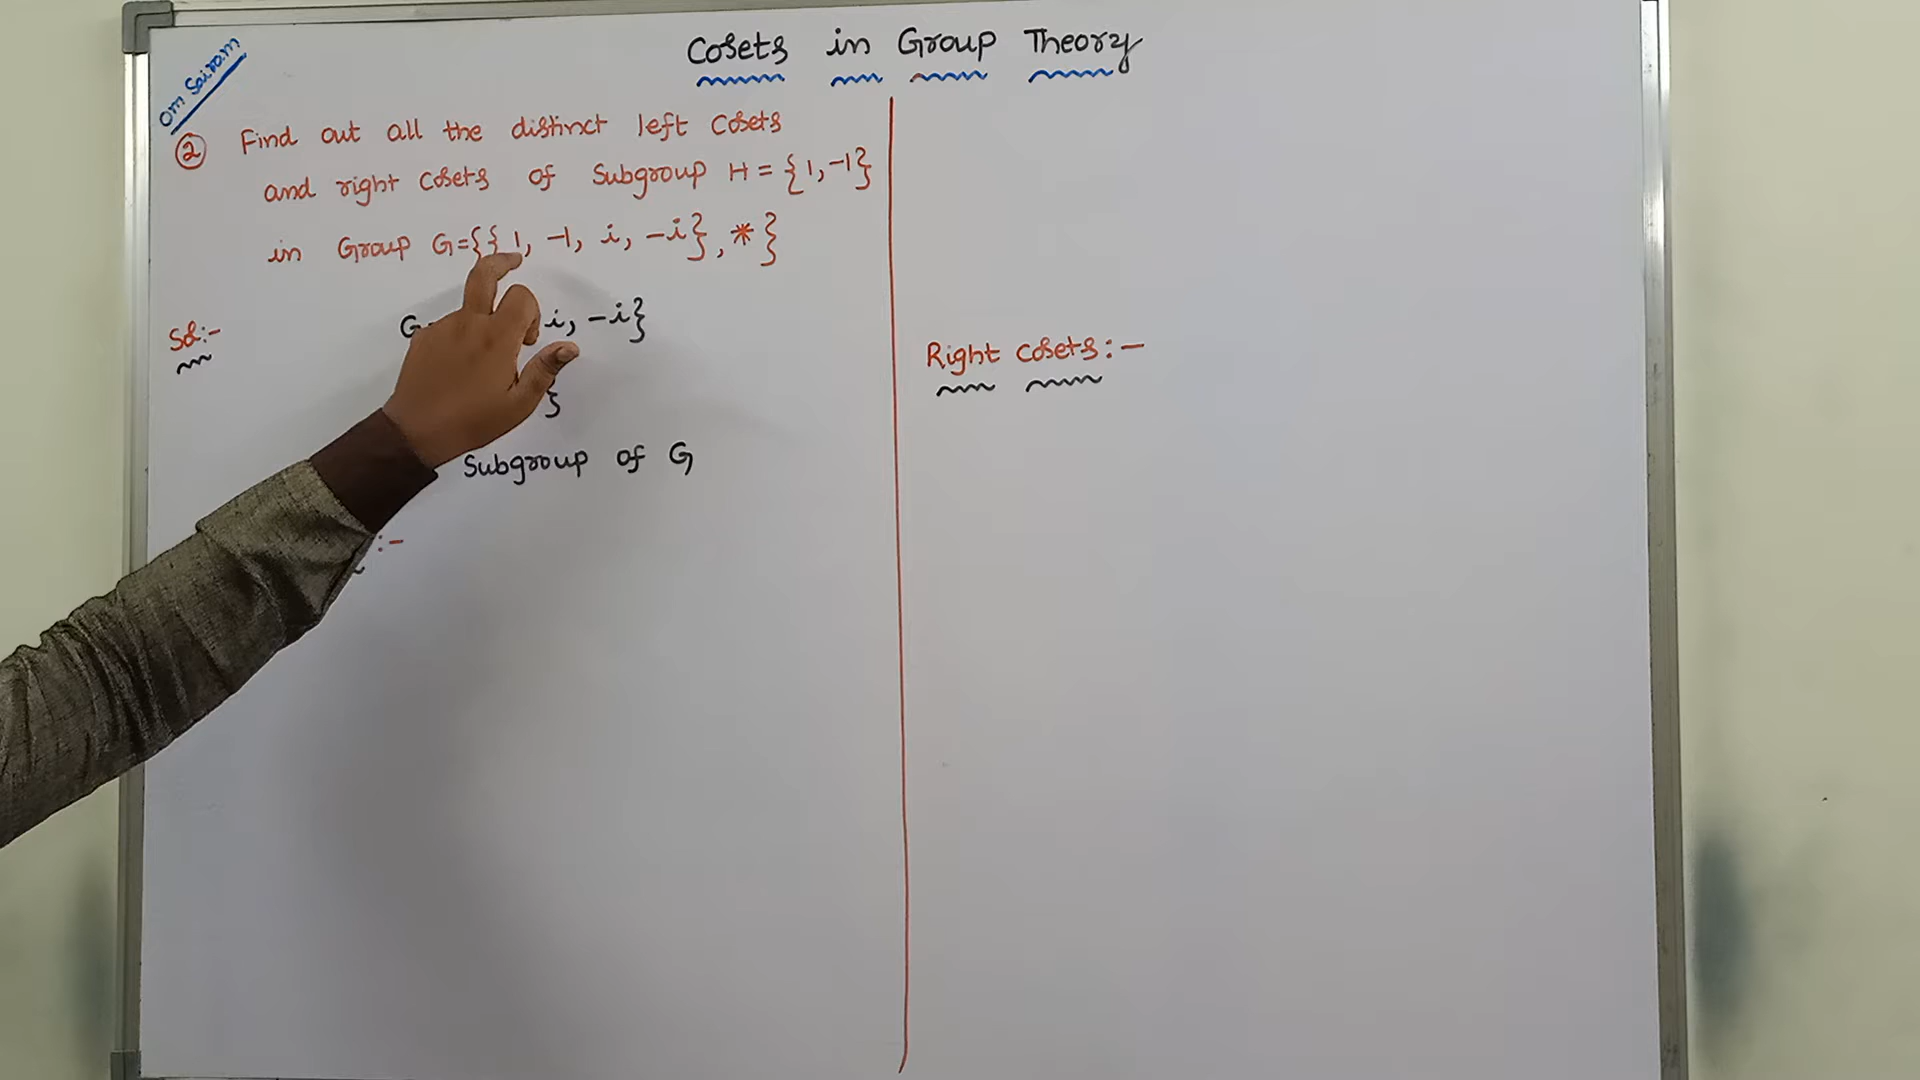 Cosets in Group Theory
Om Sairam
② Find out all the distinct left Cosets
and right Cosets of Subgroup H = {1, -1}
in Group G={{1, -1, i, -i}, *}
Sol:-
G i, -i}
}
Subgroup of G
:-
Right Cosets:-